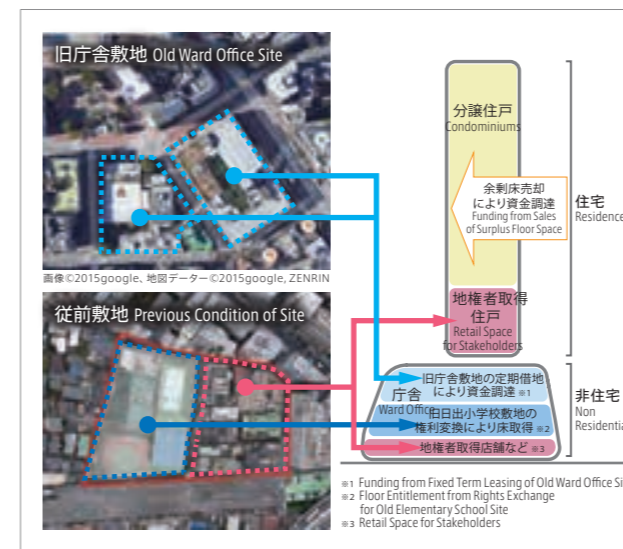 旧庁舎敷地 Old Ward Office Site
画像©2015google、地図データー©2015google, ZENRIN
従前敷地 Previous Condition of Site
分譲住戸
Condominiums
余剰床売却
により資金調達
Funding from Sales
of Surplus Floor Space
住宅
Residence
地権者取得
住戸
Retail Space
for Stakeholders
庁舎
Ward Office
旧庁舎敷地の定期借地
により資金調達 ※1
旧日出小学校敷地の
権利変換により床取得 ※2
地権者取得店舗など ※3
非住宅
Non
Residential
※1 Funding from Fixed Term Leasing of Old Ward Office Si
※2 Floor Entitlement from Rights Exchange
for Old Elementary School Site
※3 Retail Space for Stakeholders